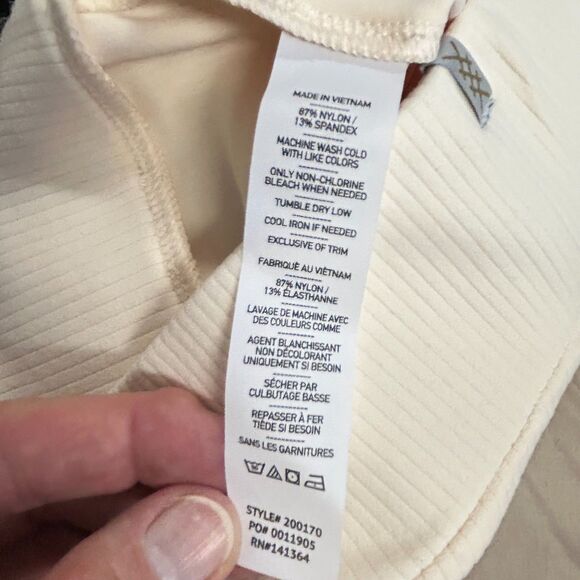 MADE IN VIETNAM
87% NYLON /
13% SPANDEX
MACHINE WASH COLD
WITH LIKE COLORS
ONLY NON-CHLORINE
BLEACH WHEN NEEDED
TUMBLE DRY LOW
COOL IRON IF NEEDED
EXCLUSIVE OF TRIM
FABRIQUÉ AU VIÊTNAM
87% NYLON /
13% ÉLASTHANNE
LAVAGE DE MACHINE AVEC
DES COULEURS COMME
AGENT BLANCHISSANT
NON DÉCOLORANT
UNIQUEMENT SI BESOIN
SÉCHER PAR
CULBUTAGE BASSE
REPASSER À FER
TIÈDE SI BESOIN
SANS LES GARNITURES
STYLE# 200170
PO# 0011905
RN#141364